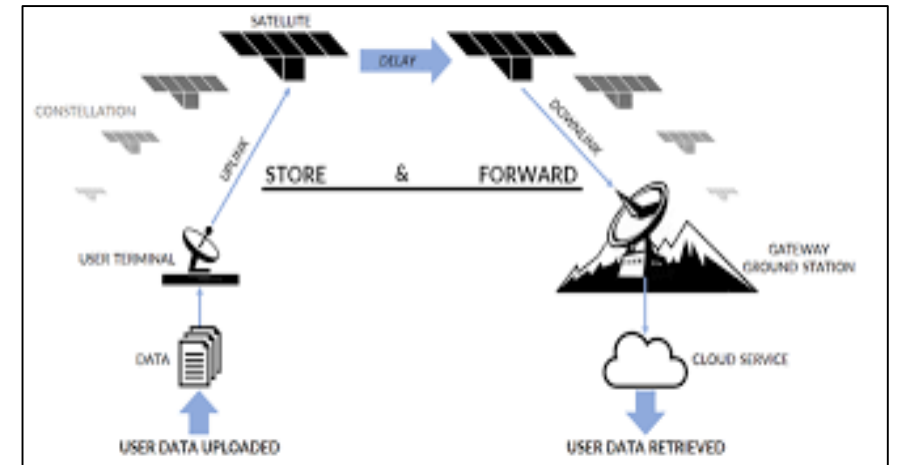 SATELLITE
DELAY
CONSTELLATION
UPLINK
DOWNLINK
STORE & FORWARD
USER TERMINAL
GATEWAY
GROUND STATION
DATA
CLOUD SERVICE
USER DATA UPLOADED
USER DATA RETRIEVED